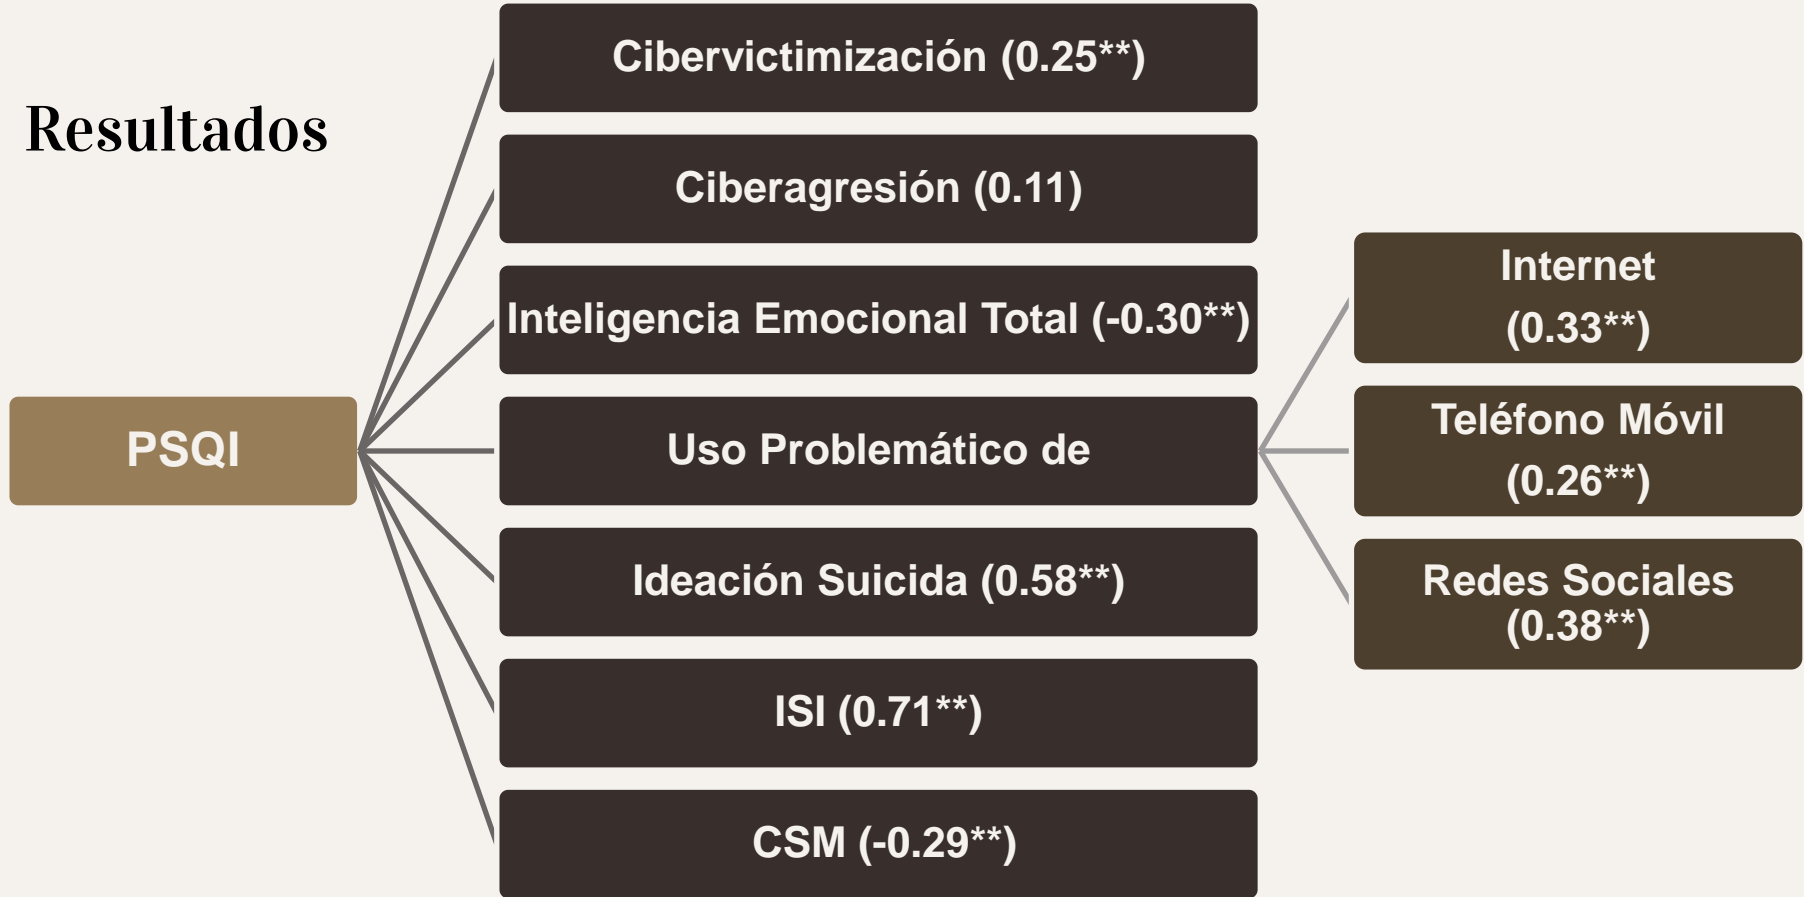 Resultados
PSQI
Cibervictimización (0.25**)
Ciberagresión (0.11)
Inteligencia Emocional Total (-0.30**)
Uso Problemático de
Ideación Suicida (0.58**)
ISI (0.71**)
CSM (-0.29**)
Internet
(0.33**)
Teléfono Móvil
(0.26**)
Redes Sociales
(0.38**)